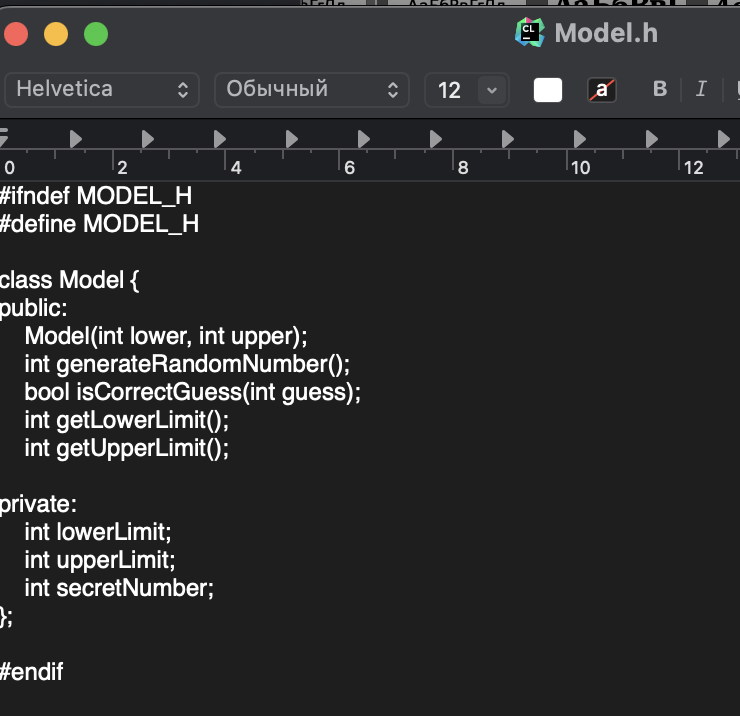 CL Model.h
Helvetica Обычный 12 a B I
0 2 4 6 8 10 12
#ifndef MODEL_H
#define MODEL_H
class Model {
public:
Model(int lower, int upper);
int generateRandomNumber();
bool isCorrectGuess(int guess);
int getLowerLimit();
int getUpperLimit();
private:
int lowerLimit;
int upperLimit;
int secretNumber;
};
#endif